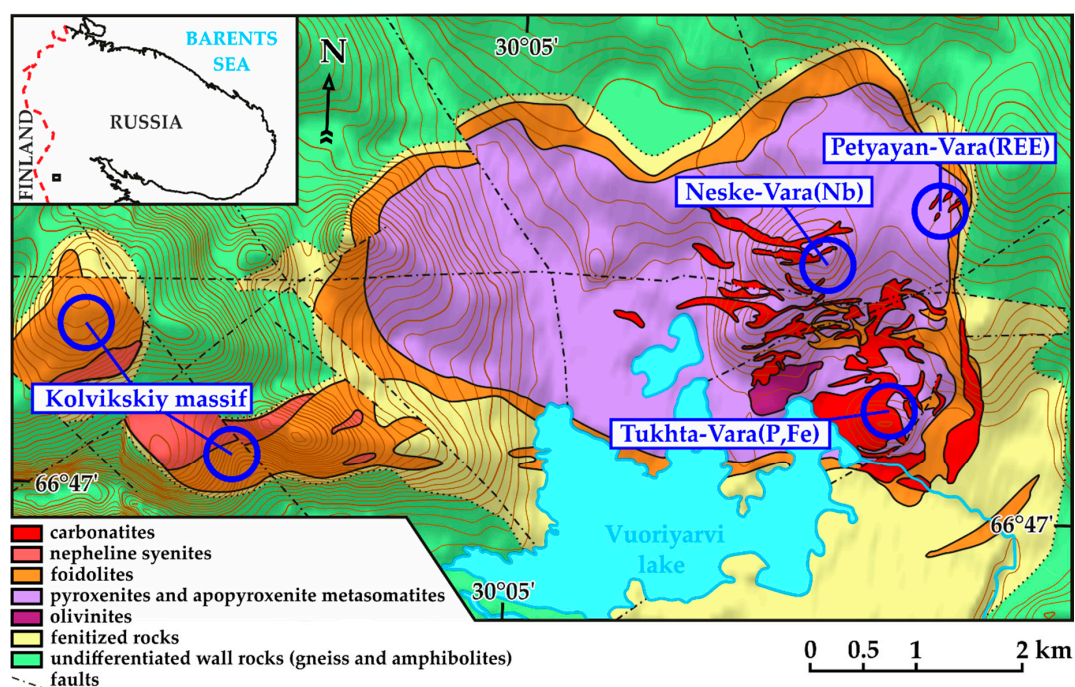 BARENTS
SEA
FINLAND
RUSSIA
N
30°05'
Petyayan-Vara(REE)
Neske-Vara(Nb)
Kolvikskiy massif
Tukhta-Vara(P,Fe)
66°47'
66°47'
Vuoriyarvi
lake
30°05'
carbonatites
nepheline syenites
foidolites
pyroxenites and apopyroxenite metasomatites
olivinites
fenitized rocks
undifferentiated wall rocks (gneiss and amphibolites)
faults
0 0.5 1 2 km